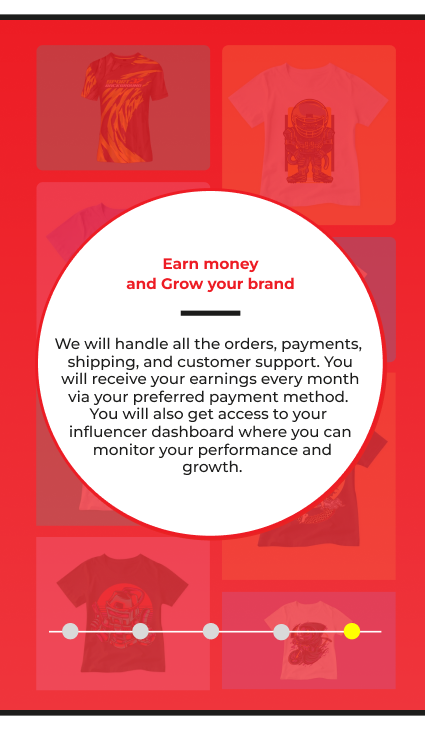 Earn money
and Grow your brand
We will handle all the orders, payments,
shipping, and customer support. You
will receive your earnings every month
via your preferred payment method.
You will also get access to your
influencer dashboard where you can
monitor your performance and
growth.